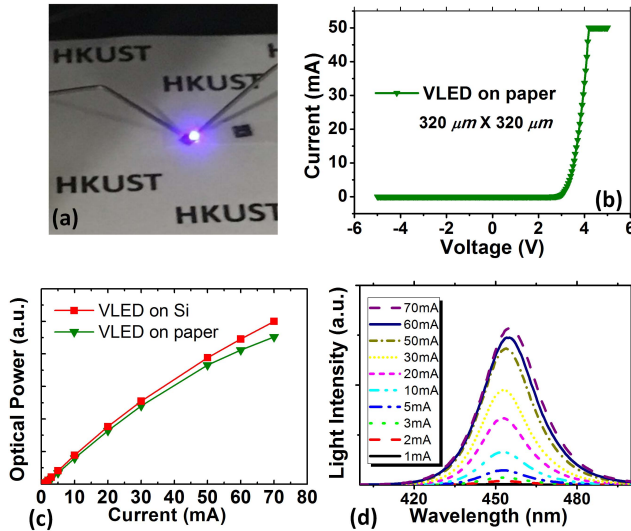 HKUST
HKUST
HKUST
HKUST
HKUST
(a)
Current (mA)
50
40
30
20
10
0
VLED on paper
320 μm X 320 μm
(b)
-6 -4 -2 0 2 4 6
Voltage (V)
Optical Power (a.u.)
VLED on Si
VLED on paper
0 10 20 30 40 50 60 70 80
Current (mA)
(c)
Light Intensity (a.u.)
70mA
60mA
50mA
30mA
20mA
10mA
5mA
3mA
2mA
1mA
420 450 480
Wavelength (nm)
(d)